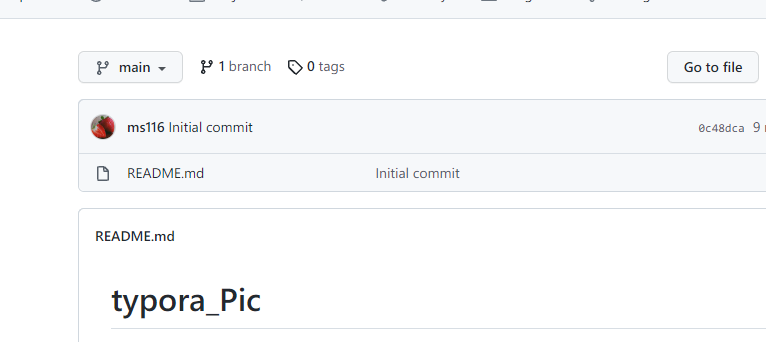 main
1 branch
0 tags
Go to file
ms116 Initial commit
0c48dca 9
README.md
Initial commit
README.md
typora_Pic